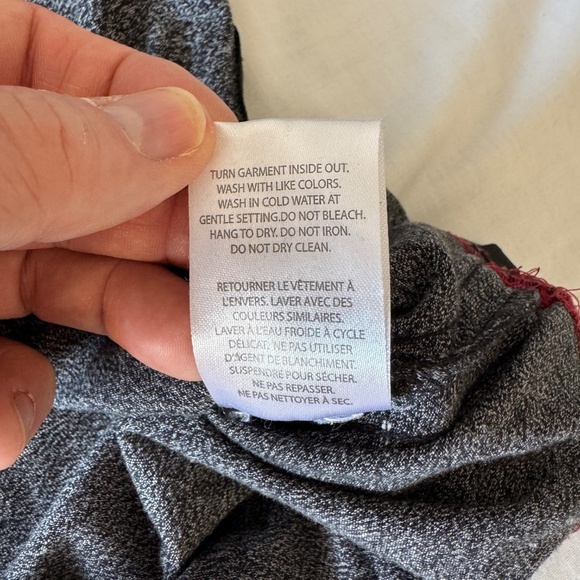 TURN GARMENT INSIDE OUT.
WASH WITH LIKE COLORS.
WASH IN COLD WATER AT
GENTLE SETTING.DO NOT BLEACH.
HANG TO DRY. DO NOT IRON.
DO NOT DRY CLEAN.
RETOURNER LE VÊTEMENT À
L'ENVERS. LAVER AVEC DES
COULEURS SIMILAIRES.
LAVER À L'EAU FROIDE À CYCLE
DÉLICAT. NE PAS UTILISER
D'AGENT DE BLANCHIMENT.
SUSPENDRE POUR SÉCHER.
NE PAS REPASSER.
NE PAS NETTOYER À SEC.